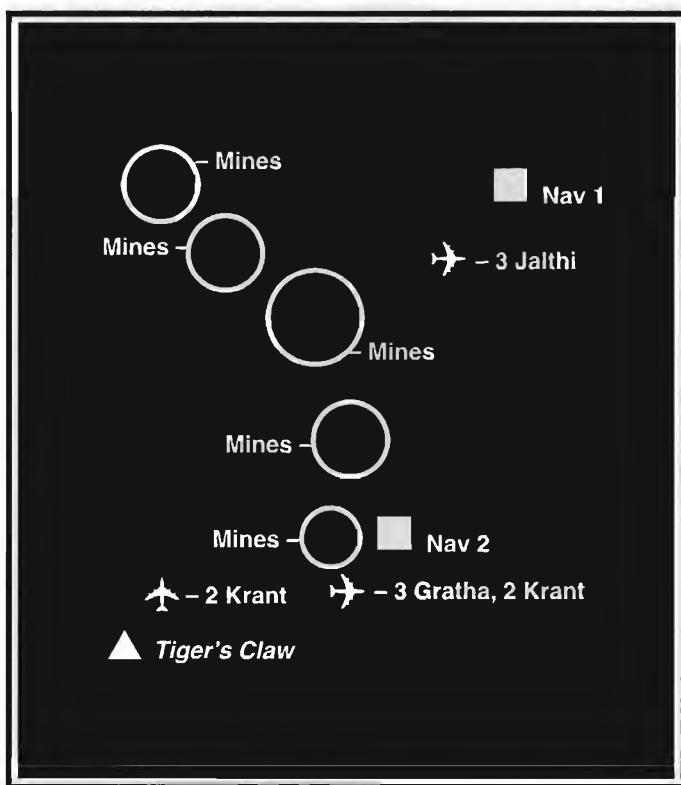 – Mines
Nav 1
Mines –
– 3 Jalthi
– Mines
Mines –
Mines –
Nav 2
– 2 Krant
– 3 Gratha, 2 Krant
Tiger's Claw